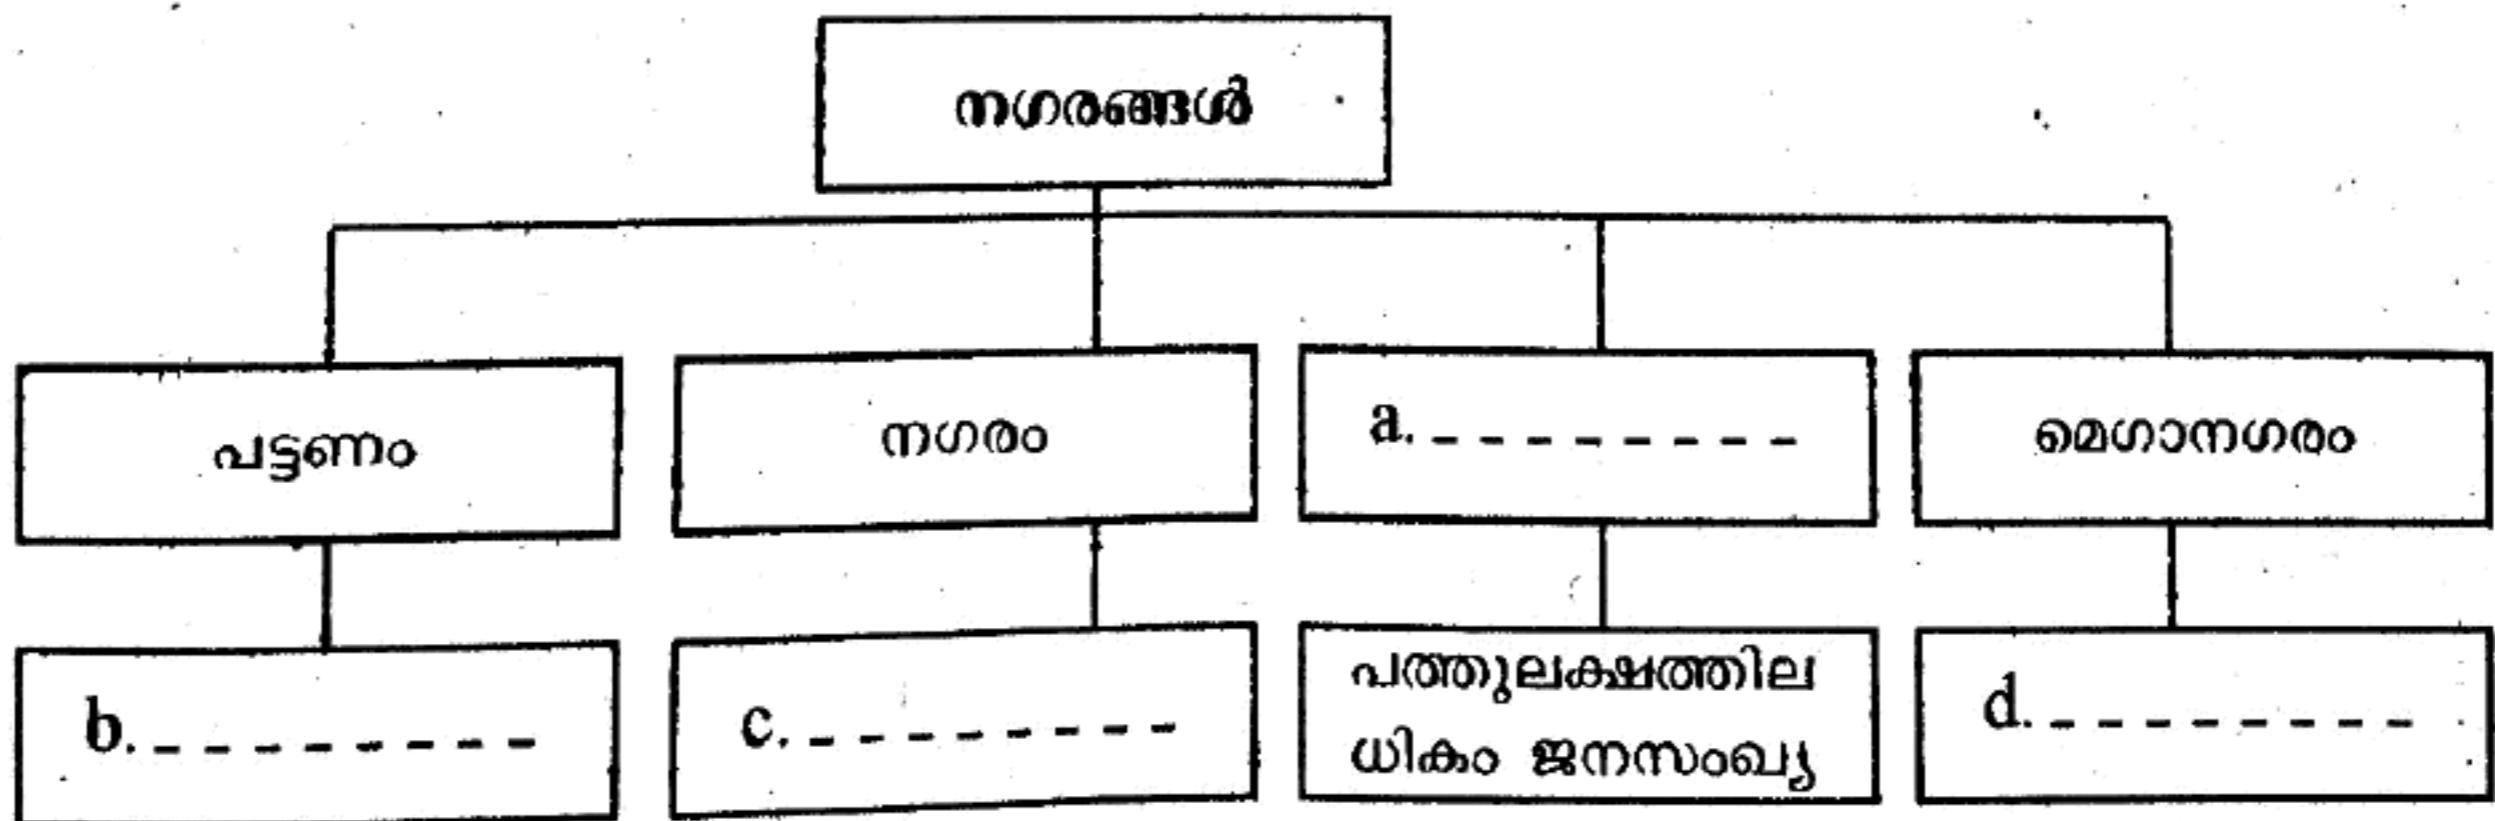 നഗരങ്ങൾ
പട്ടണം
നഗരം
a. _ _ _ _ _ _ _ _ _
മെഗാനഗരം
b. _ _ _ _ _ _ _ _ _
c. _ _ _ _ _ _ _ _
പത്തുലക്ഷത്തില
ധികം ജനസംഖ്യ
d. _ _ _ _ _ _ _ _